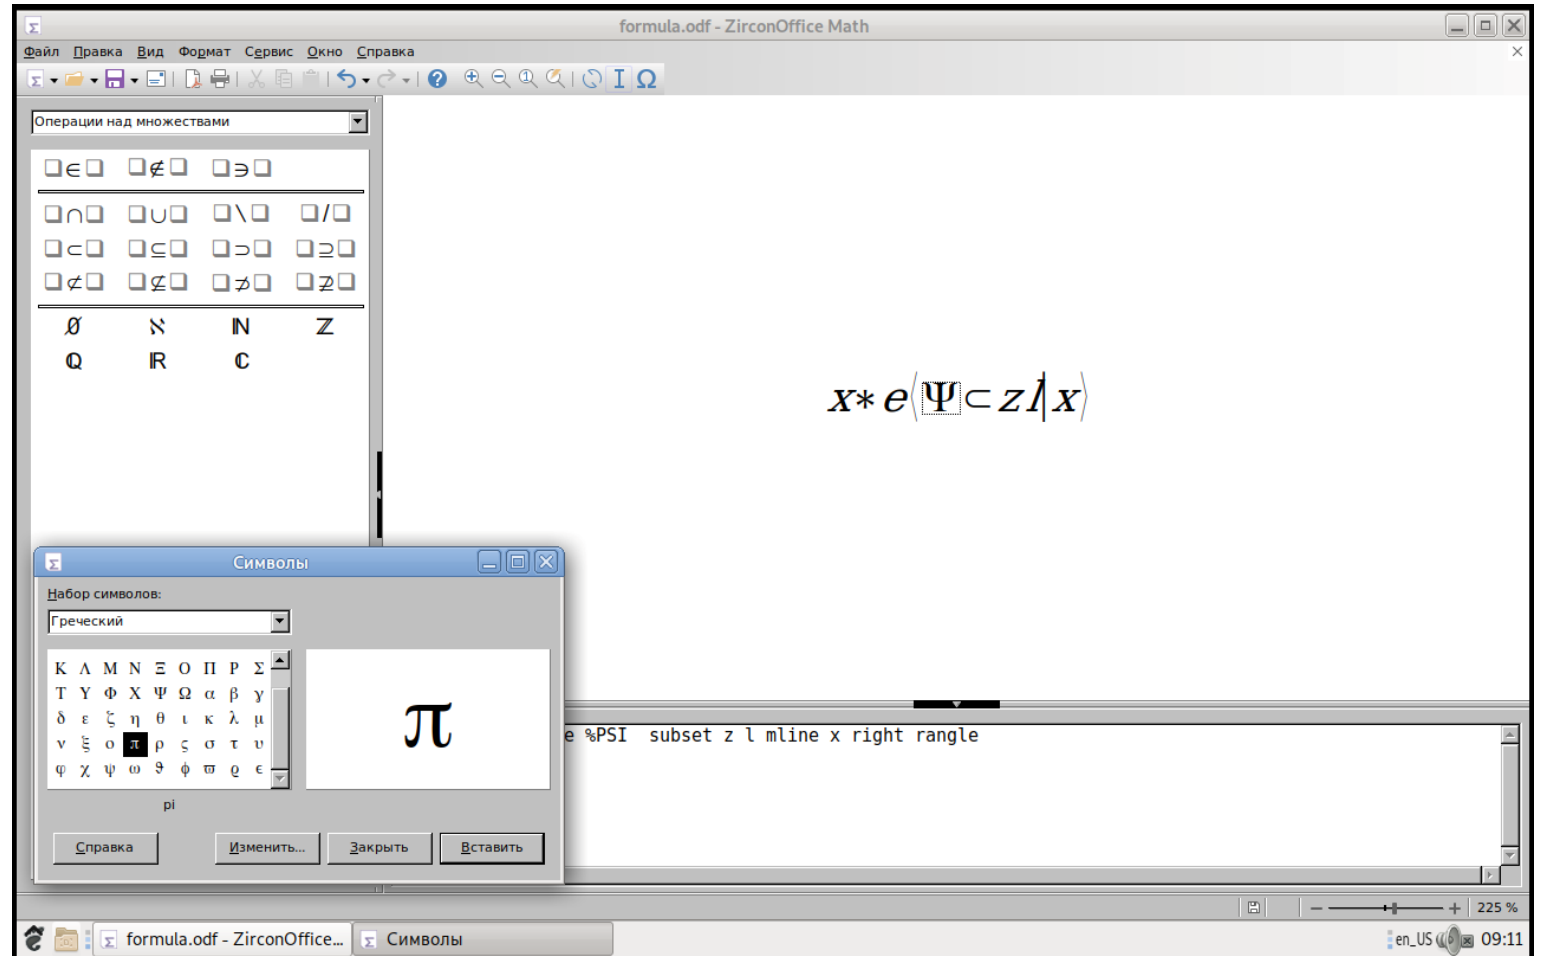 formula.odf - ZirconOffice Math
Файл Правка Вид Формат Сервис Окно Справка
Операции над множествами
❑∈❑ ❑∉❑ ❑∋❑
❑∩❑ ❑∪❑ ❑\❑ ❑/❑
❑⊂❑ ❑⊆❑ ❑⊃❑ ❑⊇❑
❑⊄❑ ❑⊈❑ ❑⊅❑ ❑⊉❑
∅ ℵ ℕ ℤ
ℚ ℝ ℂ
x∗e⟨Ψ⊂z l|x⟩
Символы
Набор символов:
Греческий
Κ Λ Μ Ν Ξ Ο Π Ρ Σ
Τ Υ Φ Χ Ψ Ω α β γ
δ ε ζ η θ ι κ λ μ
ν ξ ο π ρ ς σ τ υ
φ χ ψ ω ϑ ϕ ϖ ϱ ϵ
π
pi
Справка Изменить... Закрыть Вставить
e %PSI subset z l mline x right rangle
225 %
formula.odf - ZirconOffice... Символы en_US 09:11